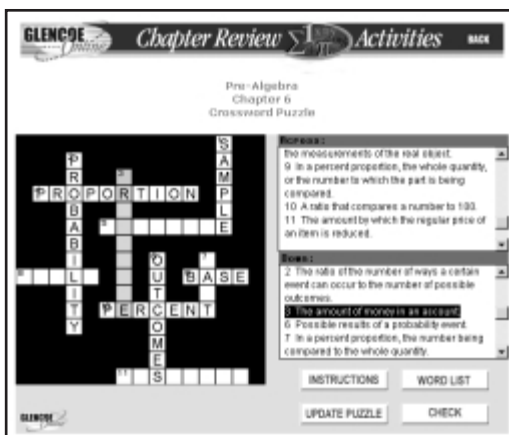 GLENCOE
Online
Chapter Review
Activities
BACK
Pre-Algebra
Chapter 6
Crossword Puzzle
SAMPLE
PROBABILITY
PROPORTION
OUTCOMES
BASE
PERCENT
11
Across:
the measurements of the real object.
9 In a percent proportion, the whole quantity,
or the number to which the part is being
compared.
10 A ratio that compares a number to 100.
11 The amount by which the regular price of
an item is reduced.
Down:
2 The ratio of the number of ways a certain
event can occur to the number of possible
outcomes.
3 The amount of money in an account.
6 Possible results of a probability event.
7 In a percent proportion, the number being
compared to the whole quantity.
INSTRUCTIONS
WORD LIST
UPDATE PUZZLE
CHECK
GLENCOE